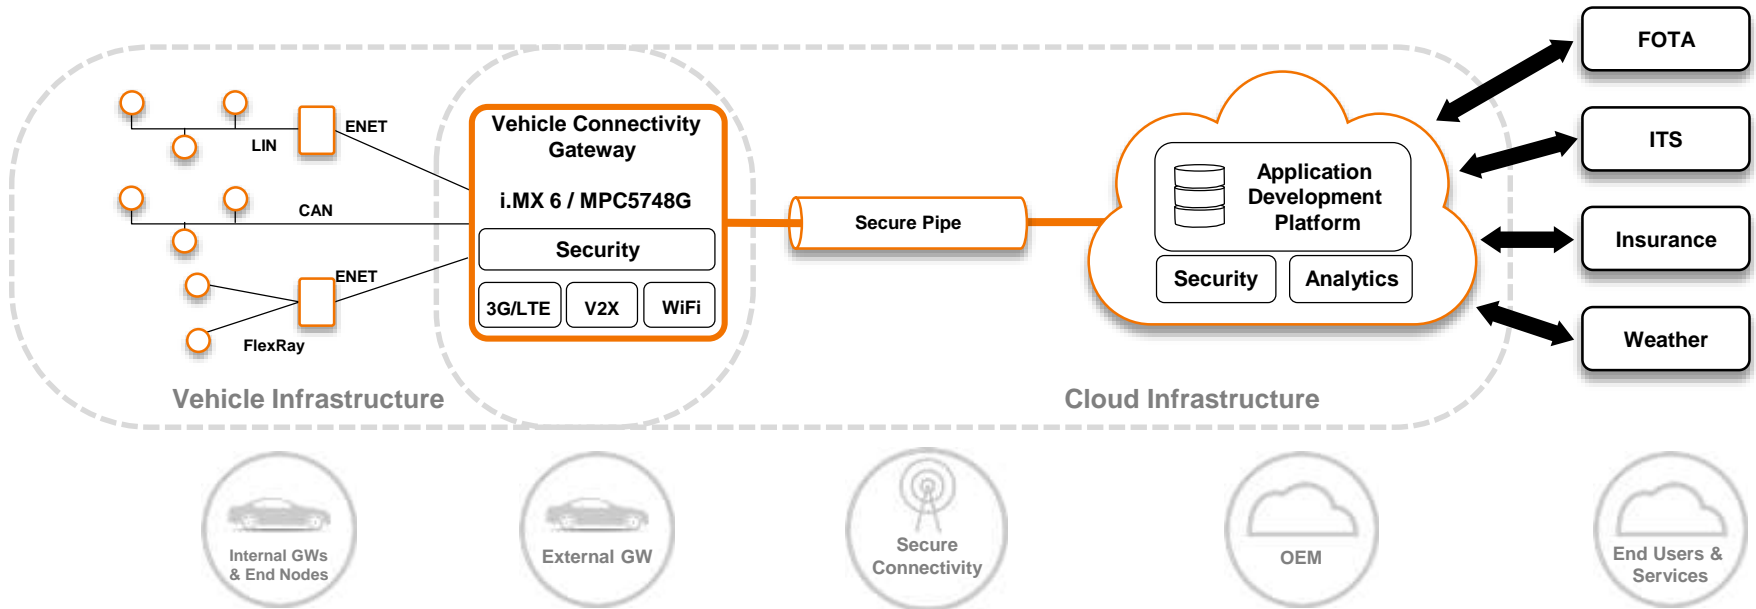 FOTA
ITS
Insurance
Weather
ENET
LIN
CAN
ENET
FlexRay
Vehicle Connectivity
Gateway
i.MX 6 / MPC5748G
Security
3G/LTE
V2X
WiFi
Secure Pipe
Application
Development
Platform
Security
Analytics
Vehicle Infrastructure
Cloud Infrastructure
Internal GWs
& End Nodes
External GW
Secure
Connectivity
OEM
End Users &
Services